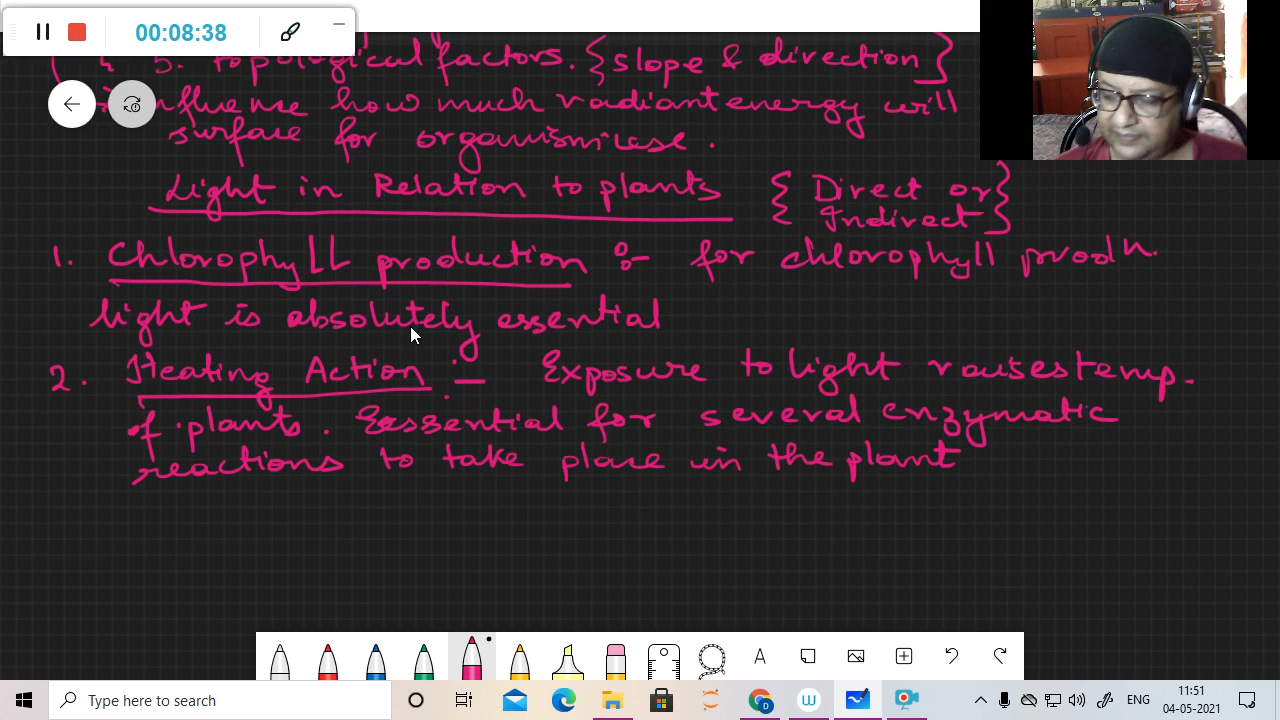 00:08:38
5. Topological factors. {slope & direction}
influense how much radiant energy will
surface for organism use.
Light in Relation to plants { Direct or
Indirect }
1. Chlorophyll production :- for chlorophyll prodn.
light is absolutely essential
2. Heating Action :- Exposure to light raises temp.
of plants. Essential for several enzymatic
reactions to take place in the plant
A
Type here to search
D
W
ENG
11:51
04-05-2021